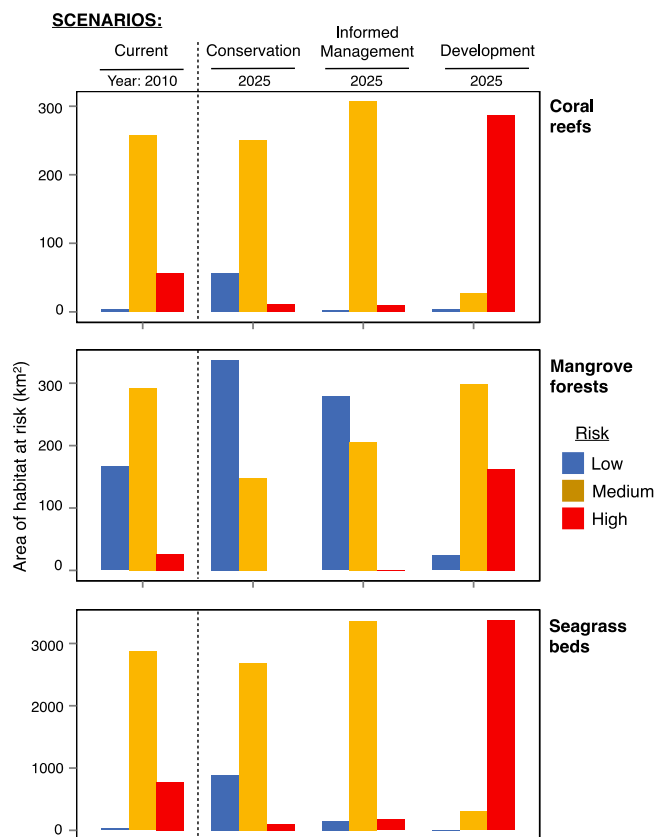 SCENARIOS:
Current
Conservation
Informed
Management
Development
Year: 2010
2025
2025
2025
Coral
reefs
300
200
100
0
Mangrove
forests
300
200
100
0
Area of habitat at risk (km²)
Risk
Low
Medium
High
Seagrass
beds
3000
2000
1000
0